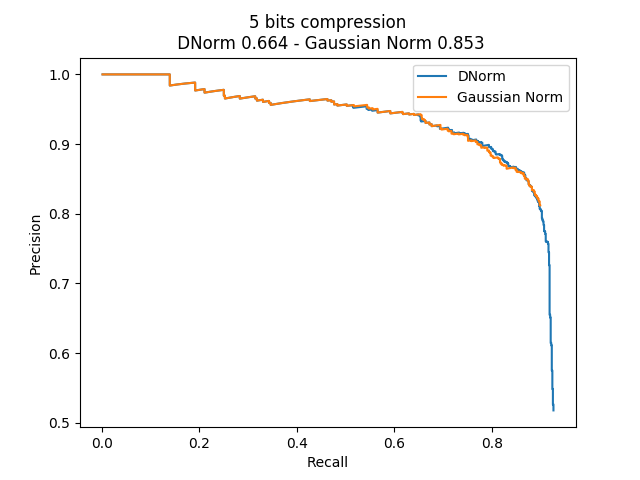 5 bits compression
DNorm 0.664 - Gaussian Norm 0.853
DNorm
Gaussian Norm
1.0
0.9
0.8
0.7
0.6
0.5
Precision
0.0 0.2 0.4 0.6 0.8
Recall